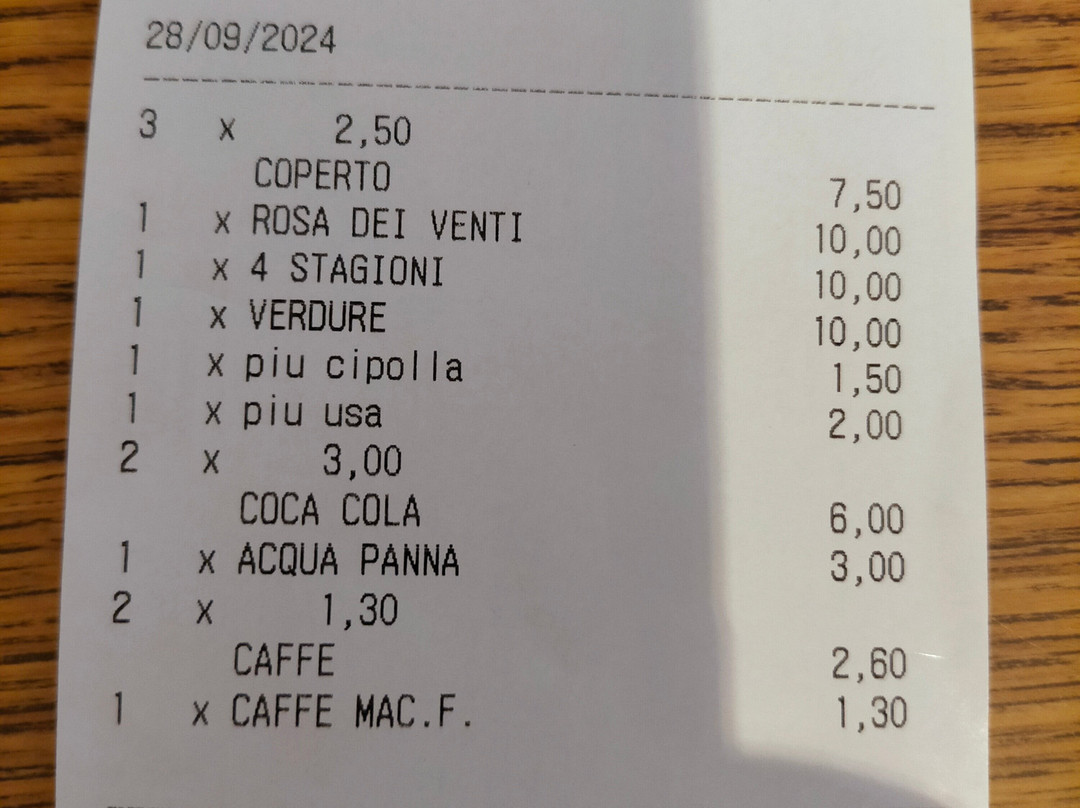 28/09/2024
3 x 2,50
COPERTO 7,50
1 x ROSA DEI VENTI 10,00
1 x 4 STAGIONI 10,00
1 x VERDURE 10,00
1 x piu cipolla 1,50
1 x piu usa 2,00
2 x 3,00
COCA COLA 6,00
1 x ACQUA PANNA 3,00
2 x 1,30
CAFFE 2,60
1 x CAFFE MAC.F. 1,30